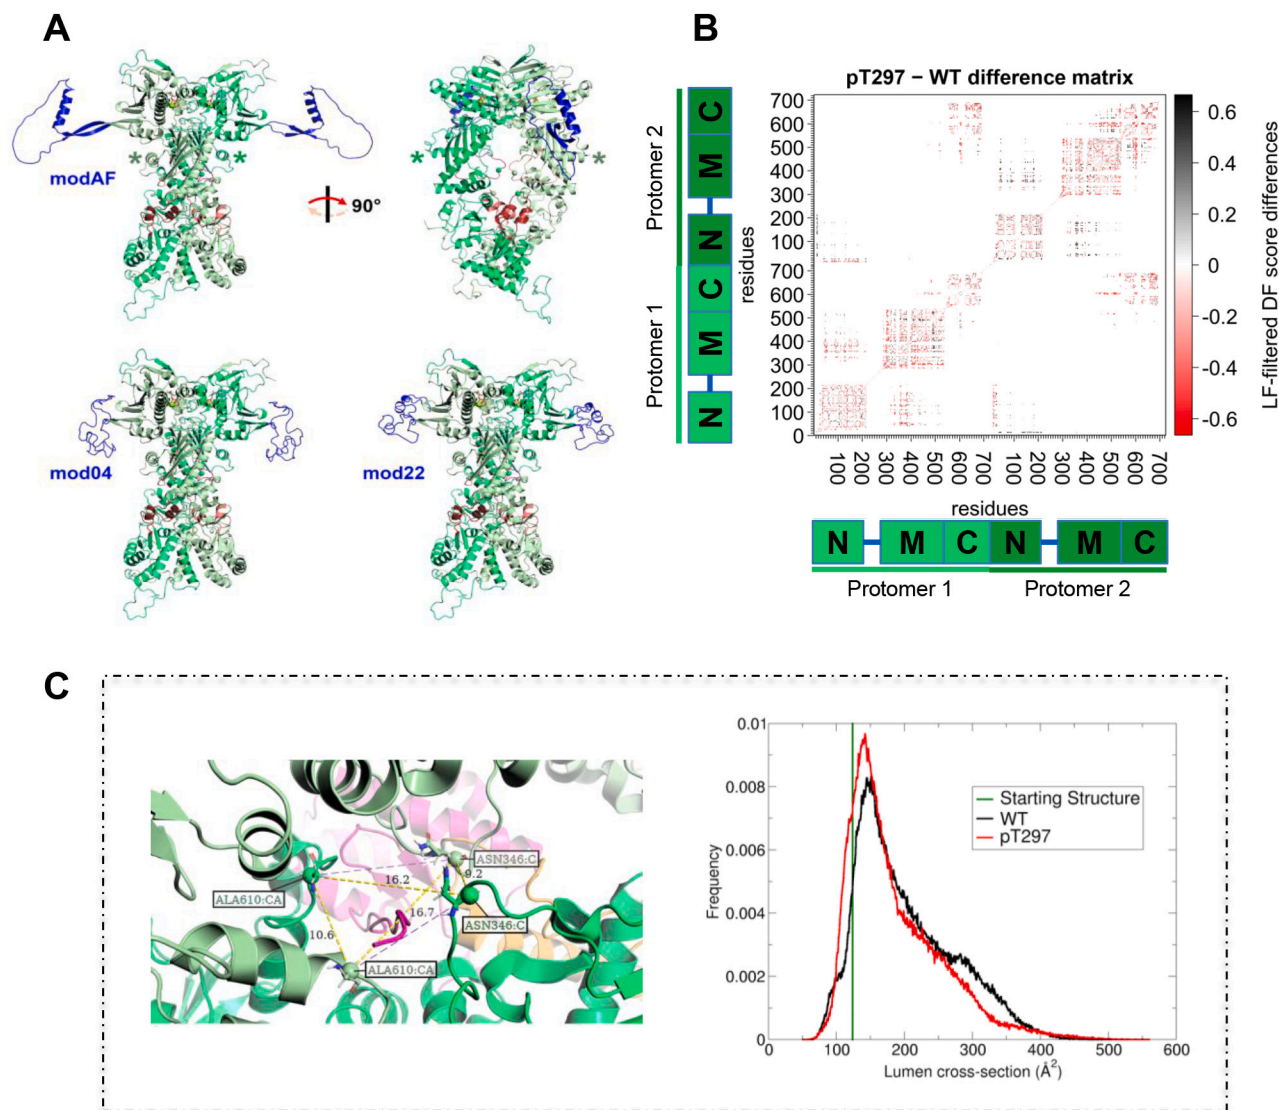 A
modAF
*
*
90°
*
*
mod04
mod22
B
pT297 – WT difference matrix
Protomer 2
Protomer 1
C
M
N
C
M
N
residues
700
600
500
400
300
200
100
700
600
500
400
300
200
100
0
0.6
0.4
0.2
0
-0.2
-0.4
-0.6
LF-filtered DF score difference
100
200
300
400
500
600
700
100
200
300
400
500
600
700
residues
N M C N M C
Protomer 1 Protomer 2
C
ALA610:CA
ASN346:C
ASN346:C
ALA610:CA
16.2
9.2
16.7
10.6
0.01
0.008
0.006
0.004
0.002
0
Frequency
Starting Structure
WT
pT297
0 100 200 300 400 500 600
Lumen cross-section (Å²)